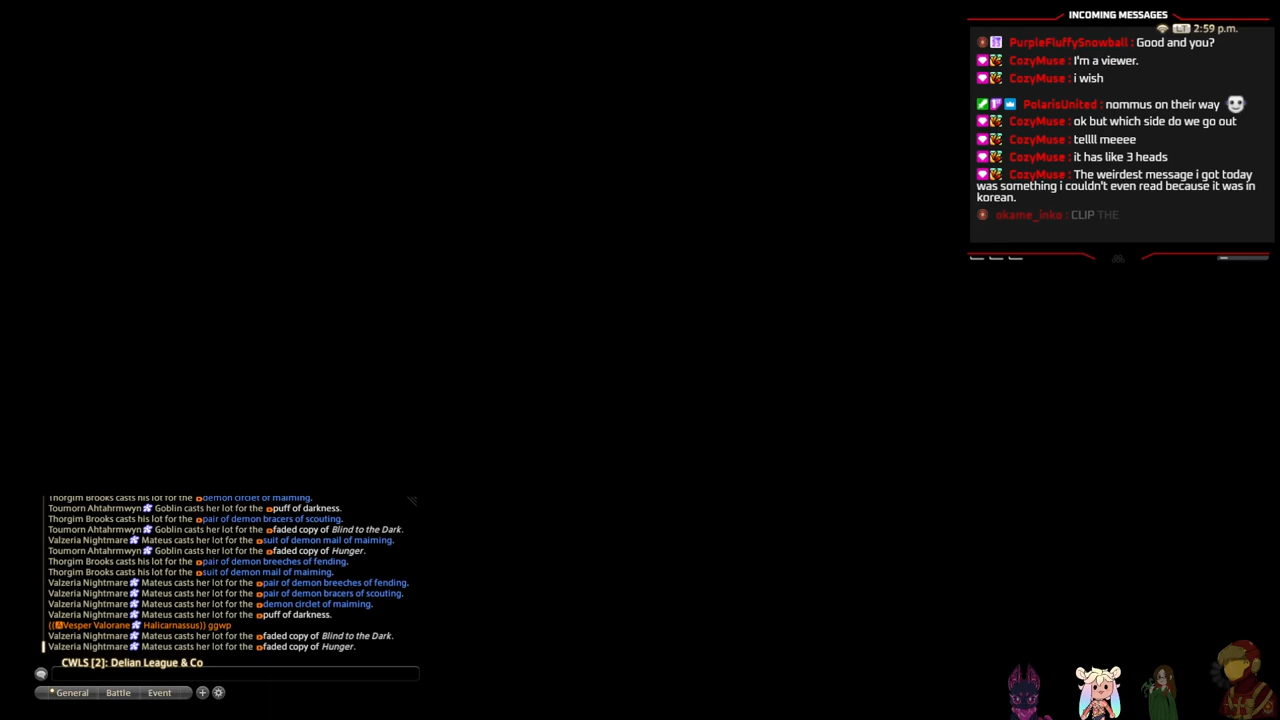 INCOMING MESSAGES
LT 2:59 p.m.
PurpleFluffySnowball : Good and you?
CozyMuse : I'm a viewer.
CozyMuse : i wish
PolarisUnited : nommus on their way
CozyMuse : ok but which side do we go out
CozyMuse : tellll meeee
CozyMuse : it has like 3 heads
CozyMuse : The weirdest message i got today
was something i couldn't even read because it was in
korean.
okame_inko : CLIP THE
Thorgim Brooks casts his lot for the demon circlet of maiming.
Toumorn Ahtahrmwyn Goblin casts her lot for the puff of darkness.
Thorgim Brooks casts his lot for the pair of demon bracers of scouting.
Toumorn Ahtahrmwyn Goblin casts her lot for the faded copy of Blind to the Dark.
Valzeria Nightmare Mateus casts her lot for the suit of demon mail of maiming.
Toumorn Ahtahrmwyn Goblin casts her lot for the faded copy of Hunger.
Thorgim Brooks casts his lot for the pair of demon breeches of fending.
Thorgim Brooks casts his lot for the suit of demon mail of maiming.
Valzeria Nightmare Mateus casts her lot for the pair of demon breeches of fending.
Valzeria Nightmare Mateus casts her lot for the pair of demon bracers of scouting.
Valzeria Nightmare Mateus casts her lot for the demon circlet of maiming.
Valzeria Nightmare Mateus casts her lot for the puff of darkness.
((Vesper Valorane Halicarnassus)) ggwp
Valzeria Nightmare Mateus casts her lot for the faded copy of Blind to the Dark.
Valzeria Nightmare Mateus casts her lot for the faded copy of Hunger.
CWLS [2]: Delian League & Co
General Battle Event